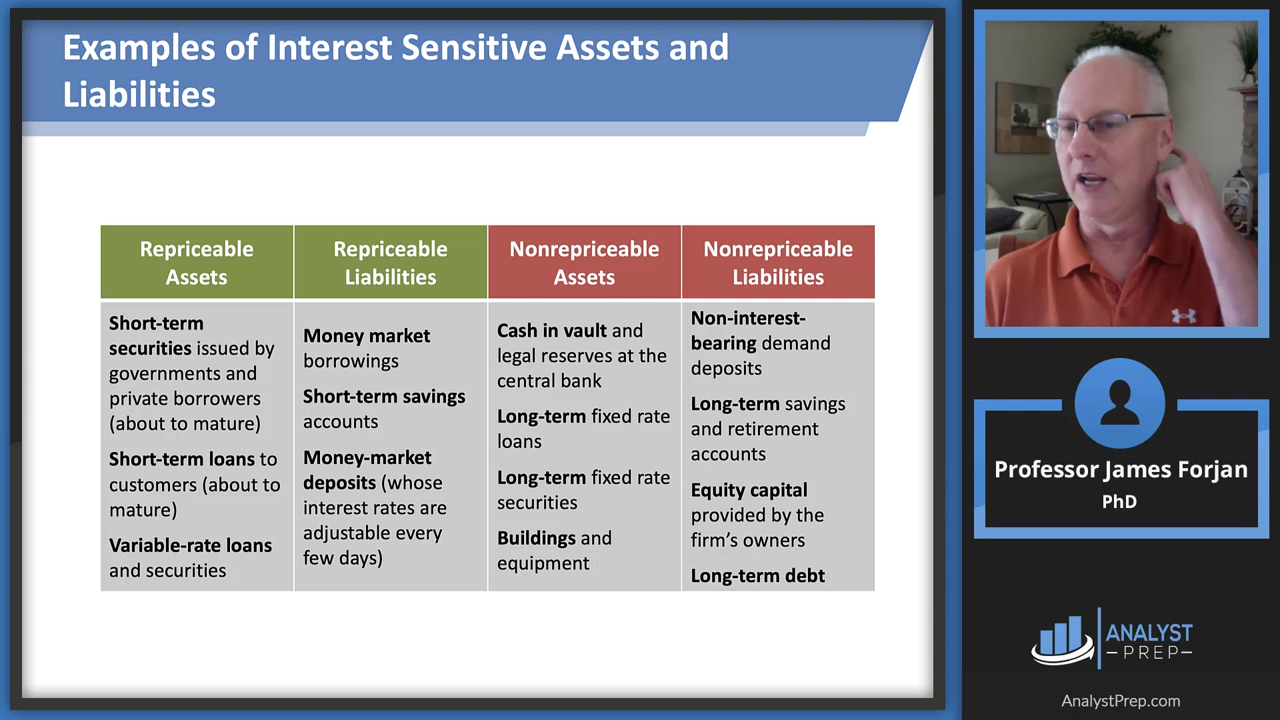 Examples of Interest Sensitive Assets and
Liabilities
Repriceable
Assets
Repriceable
Liabilities
Nonrepriceable
Assets
Nonrepriceable
Liabilities
Short-term
securities issued by
governments and
private borrowers
(about to mature)
Short-term loans to
customers (about to
mature)
Variable-rate loans
and securities
Money market
borrowings
Short-term savings
accounts
Money-market
deposits (whose
interest rates are
adjustable every
few days)
Cash in vault and
legal reserves at the
central bank
Long-term fixed rate
loans
Long-term fixed rate
securities
Buildings and
equipment
Non-interest-
bearing demand
deposits
Long-term savings
and retirement
accounts
Equity capital
provided by the
firm's owners
Long-term debt
Professor James Forjan
PhD
ANALYST
–PREP–
AnalystPrep.com